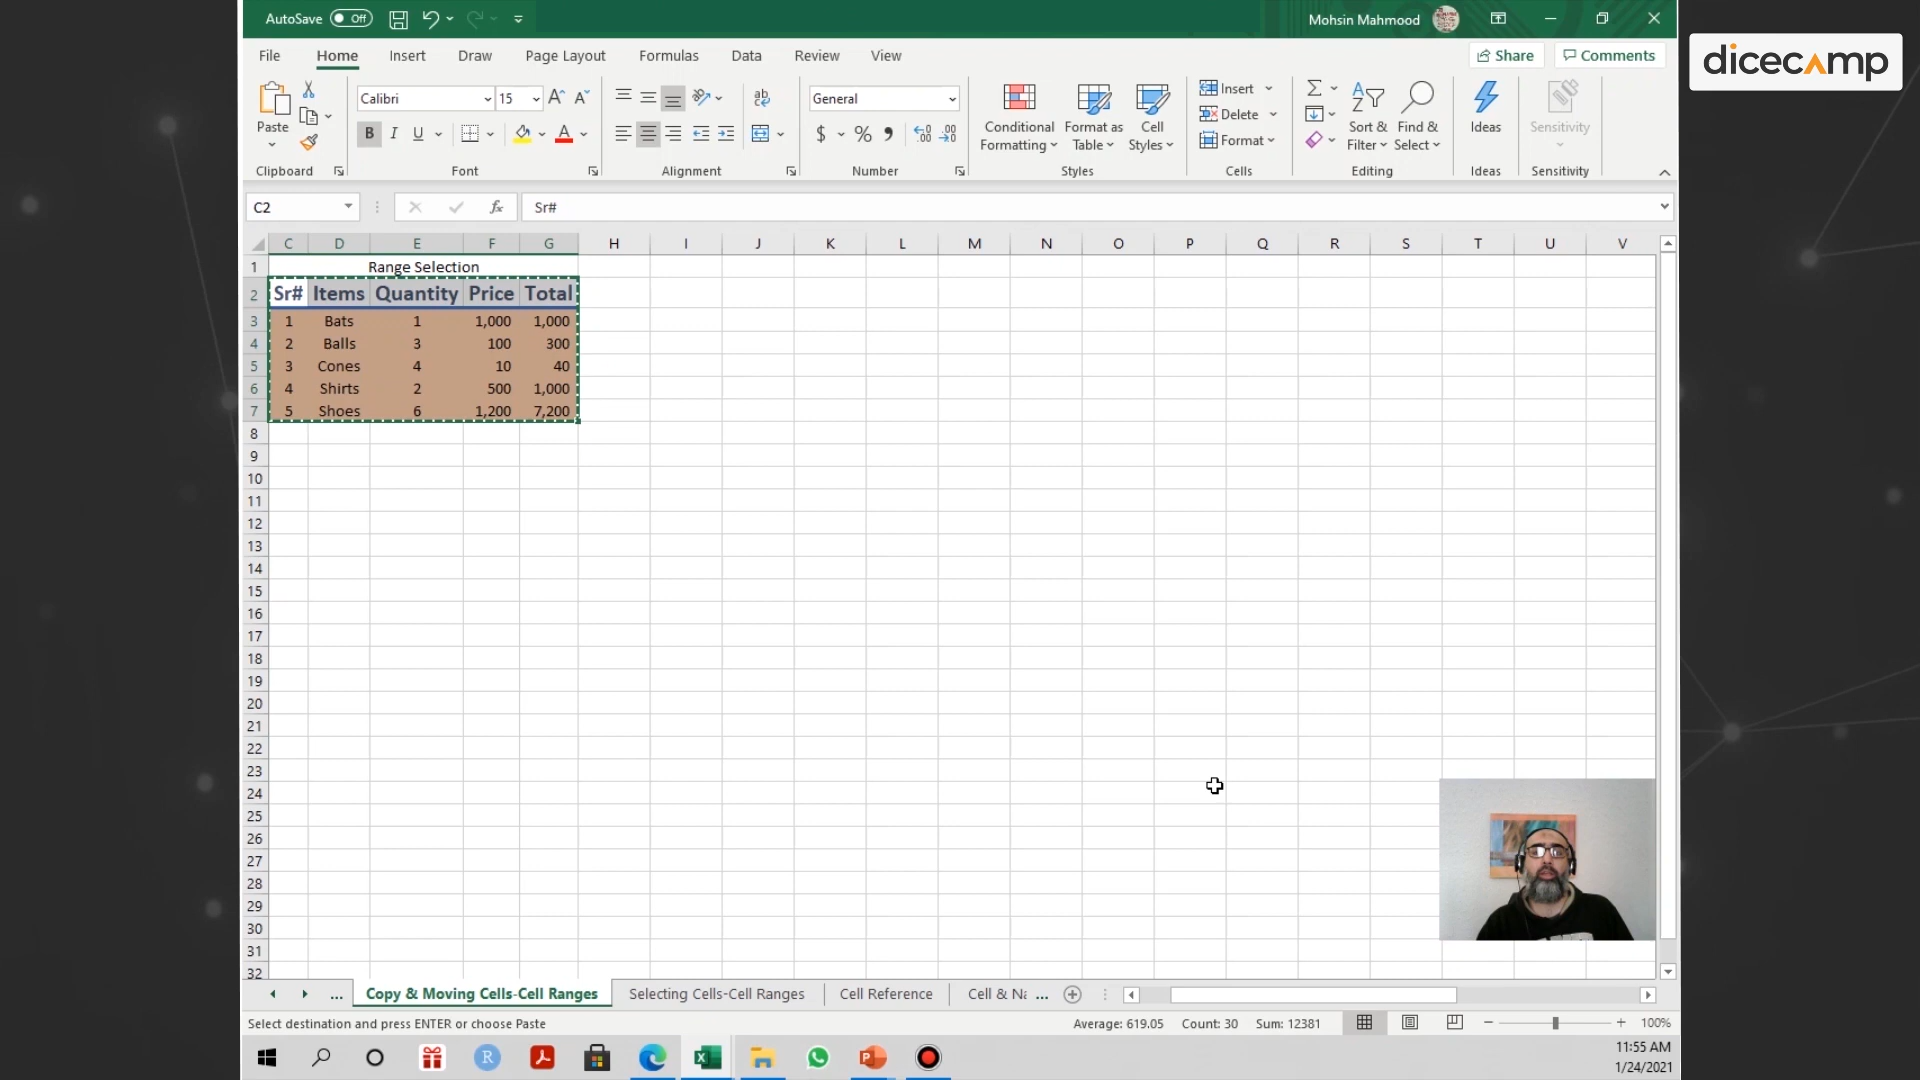 AutoSave Off
Mohsin Mahmood
dicecamp
File Home Insert Draw Page Layout Formulas Data Review View
Share Comments
Paste
Calibri 15
General
Conditional Formatting
Format as Table
Cell Styles
Insert
Delete
Format
Sort & Filter
Find & Select
Ideas
Sensitivity
Clipboard Font Alignment Number Styles Cells Editing Ideas Sensitivity
C2 fx Sr#
C D E F G H I J K L M N O P Q R S T U V
1 Range Selection
2 Sr# Items Quantity Price Total
3 1 Bats 1 1,000 1,000
4 2 Balls 3 100 300
5 3 Cones 4 10 40
6 4 Shirts 2 500 1,000
7 5 Shoes 6 1,200 7,200
8
9
10
11
12
13
14
15
16
17
18
19
20
21
22
23
24
25
26
27
28
29
30
31
32
... Copy & Moving Cells-Cell Ranges Selecting Cells-Cell Ranges Cell Reference Cell & Na ...
Select destination and press ENTER or choose Paste
Average: 619.05 Count: 30 Sum: 12381 100%
11:55 AM
1/24/2021